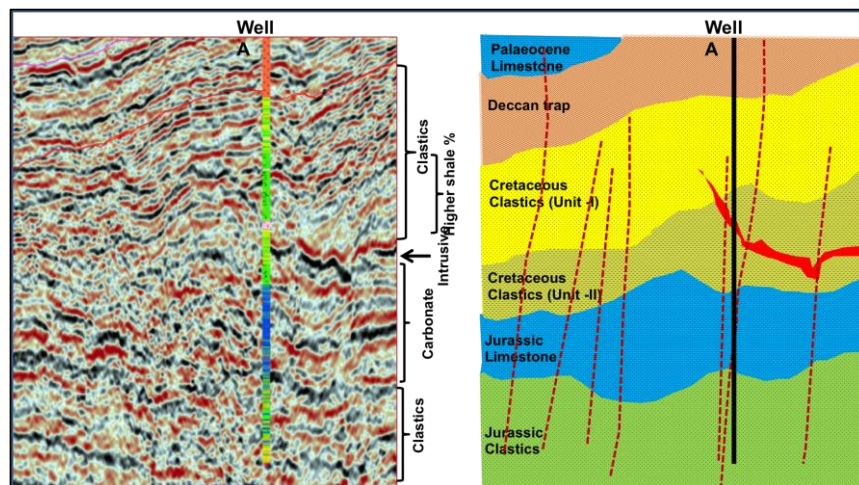 Well
A
Clastics
Higher shale %
Intrusive
Carbonate
Clastics
Well
A
Palaeocene
Limestone
Deccan trap
Cretaceous
Clastics (Unit -I)
Cretaceous
Clastics (Unit -II)
Jurassic
Limestone
Jurassic
Clastics